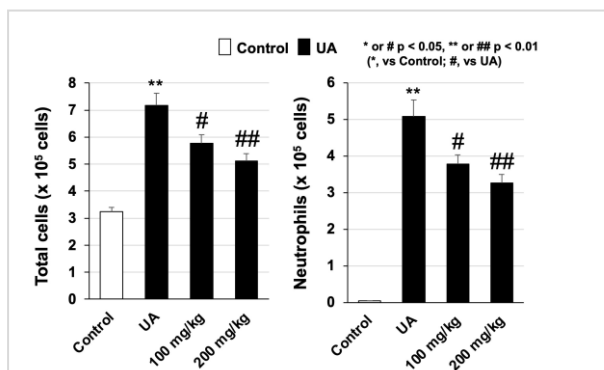 Control UA * or # p < 0.05, ** or ## p < 0.01
(*, vs Control; #, vs UA)
Total cells (x 10⁵ cells)
8
7
6
5
4
3
2
1
0
**
#
##
Control
UA
100 mg/kg
200 mg/kg
Neutrophils (x 10⁵ cells)
6
5
4
3
2
1
0
**
#
##
Control
UA
100 mg/kg
200 mg/kg